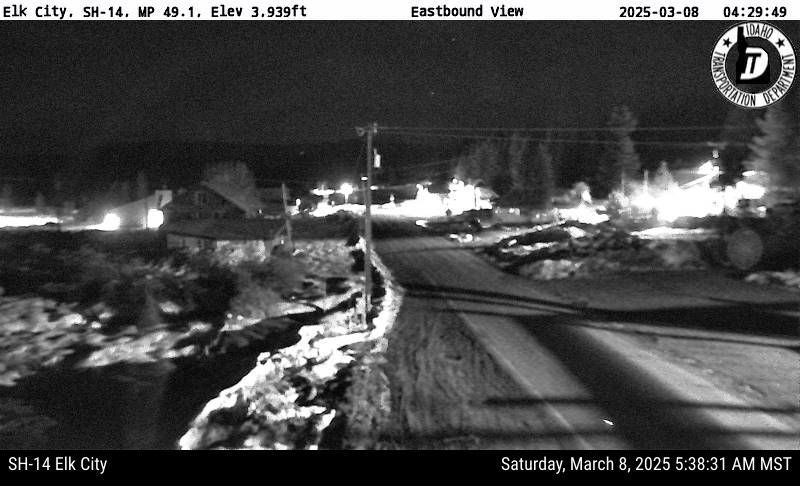 Elk City, SH-14, MP 49.1, Elev 3,939ft Eastbound View 2025-03-08 04:29:49
IDAHO
TRANSPORTATION DEPARTMENT
SH-14 Elk City Saturday, March 8, 2025 5:38:31 AM MST